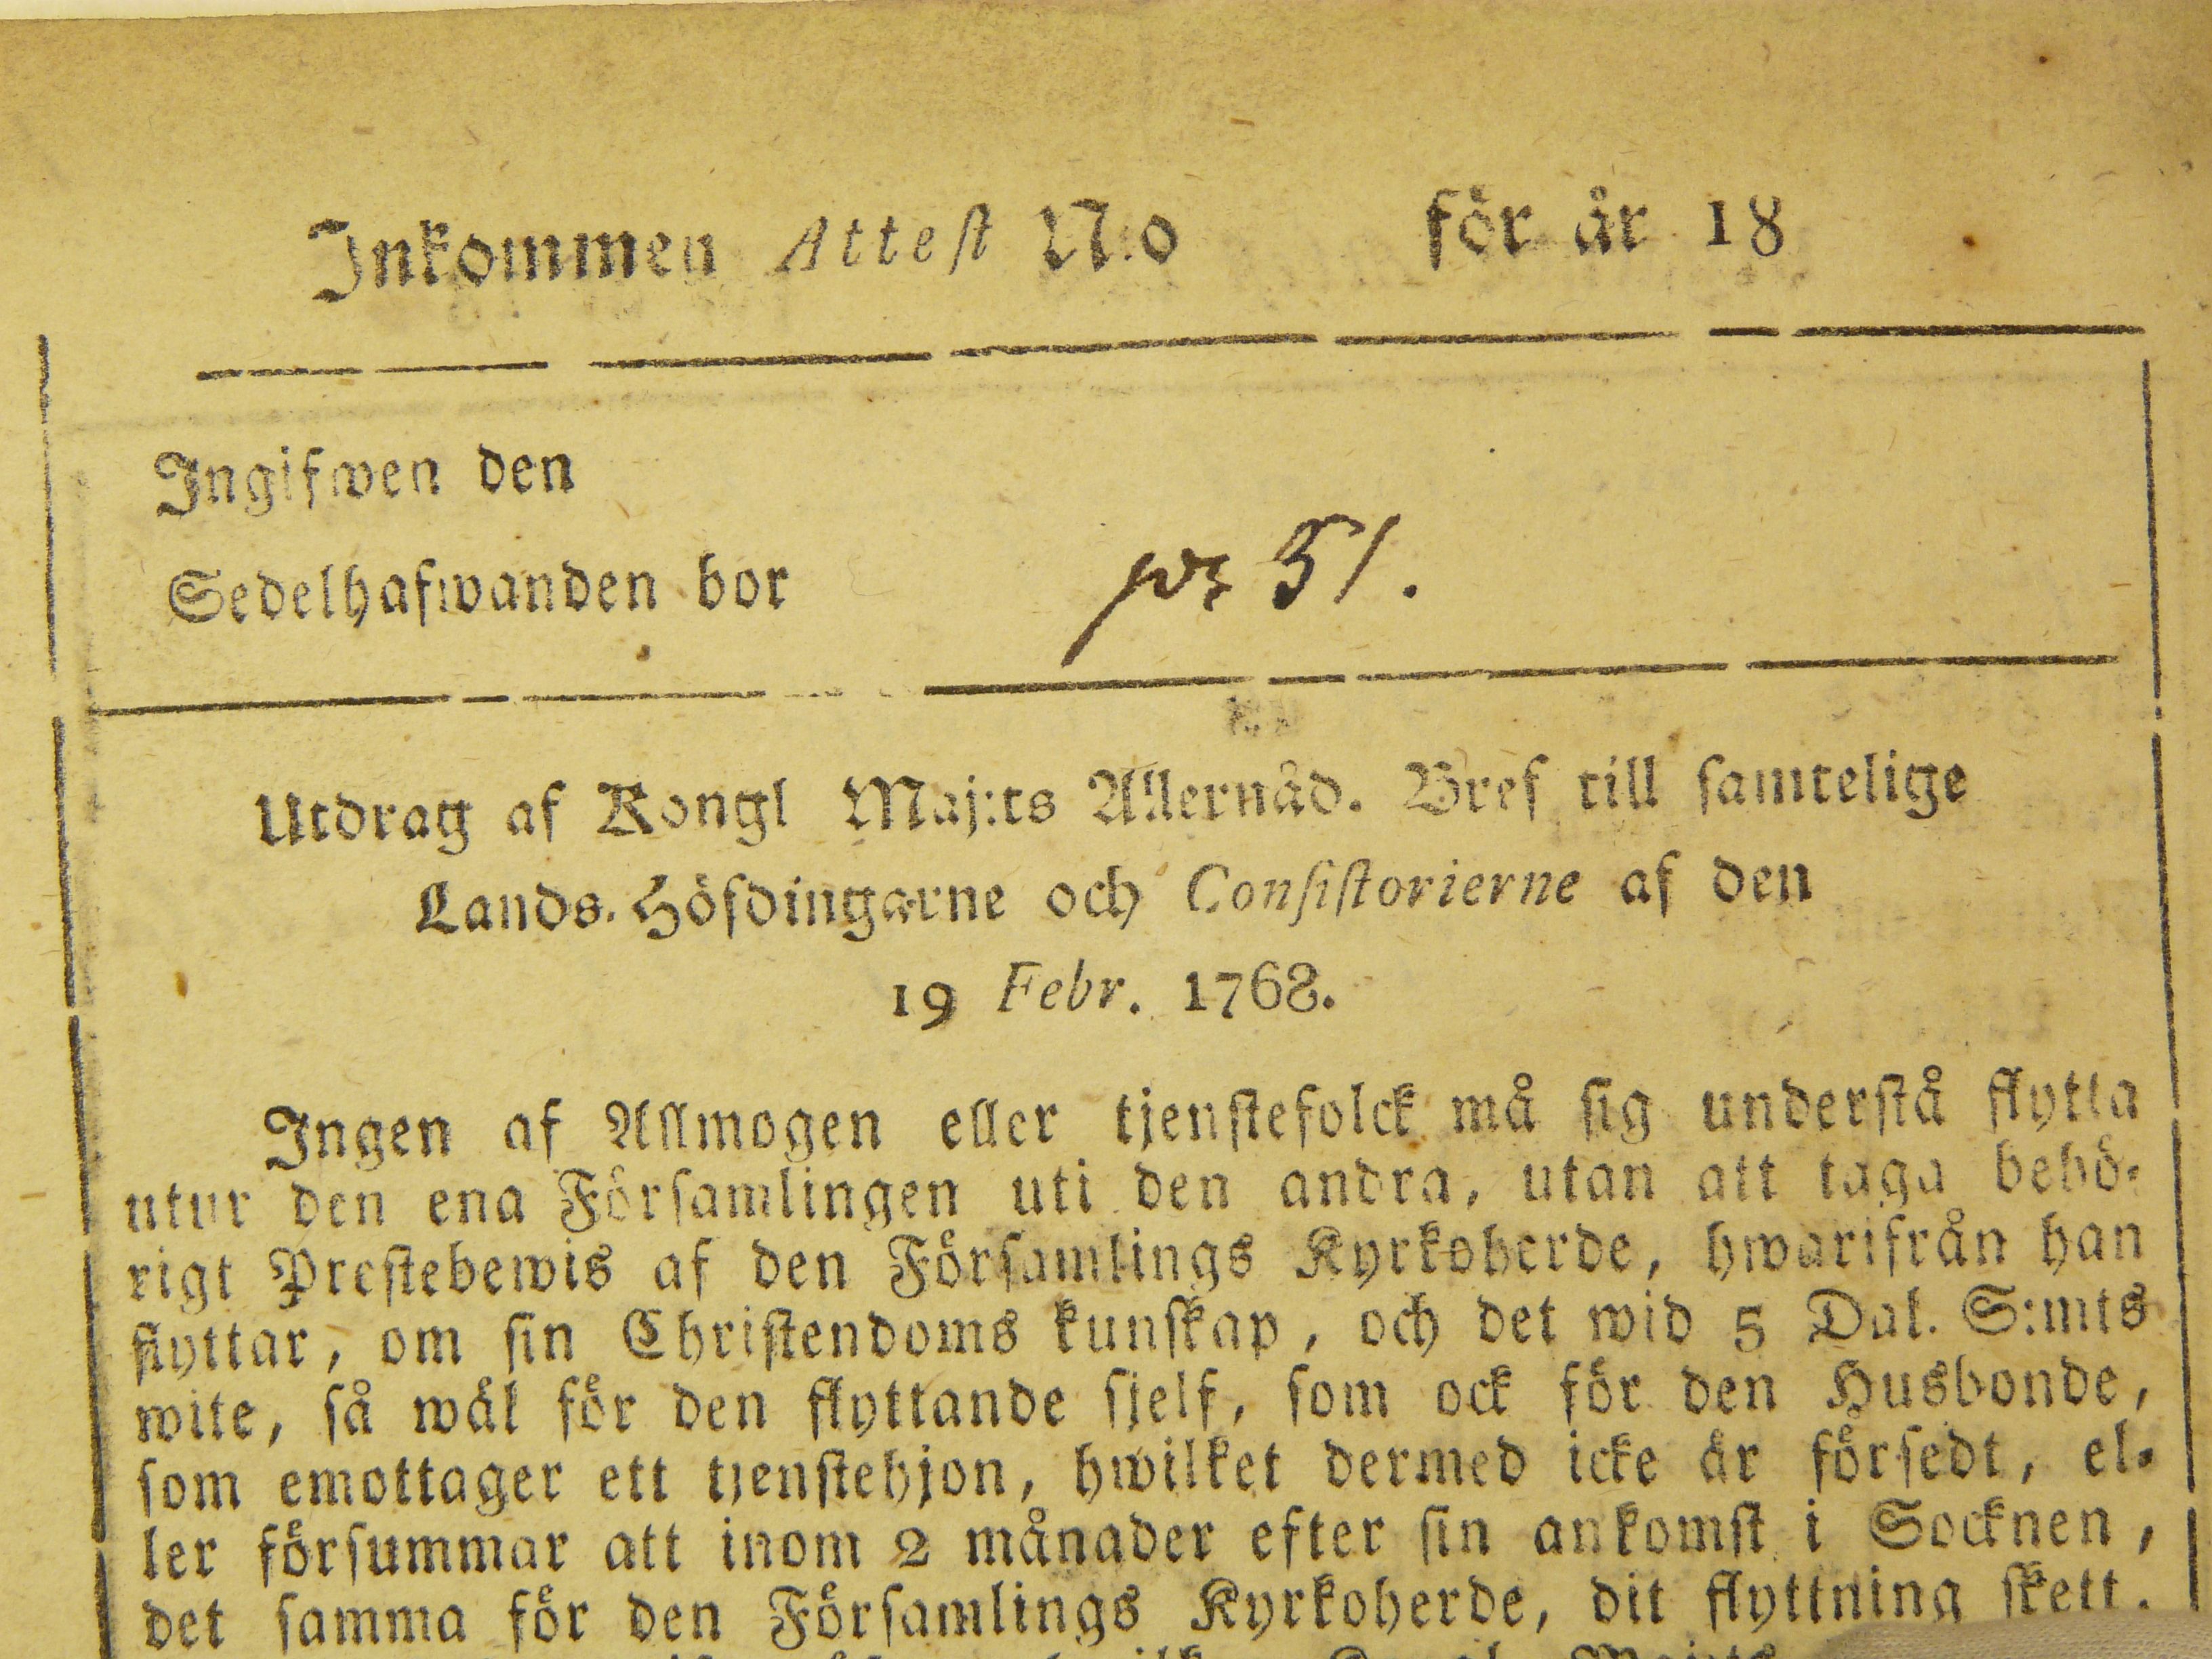 Inkommen Attest N:o för år 18
Ingifwen den
Sedelhafwanden bor
51.
Utdrag af Kongl Maj:ts Allernåd. Bref till samtelige
Lands-Höfdingarne och Consistorierne af den
19 Febr. 1768.
Ingen af Allmogen eller tjenstefolck må sig understå flytta
utur den ena Församlingen uti den andra, utan att taga behö-
rigt Prestebewis af den Församlings Kyrkoherde, hwarifrån han
flyttar, om sin Christendoms kunskap, och det wid 5 Dal. S:mts
wite, så wäl för den flyttande sjelf, som ock för den Husbonde,
som emottager ett tjenstehjon, hwilket dermed icke är försedt, el-
ler försummar att inom 2 månader efter sin ankomst i Socknen,
det samma för den Församlings Kyrkoherde, dit flyttning skett.